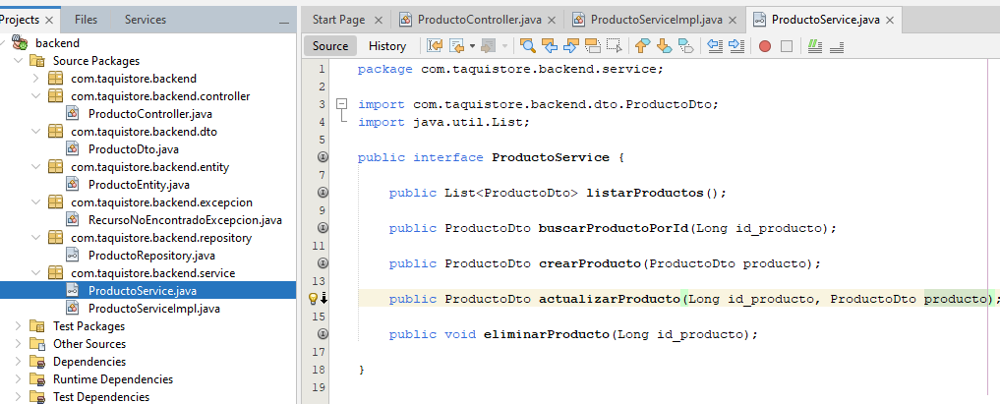 Projects
Files
Services
backend
Source Packages
com.taquistore.backend
com.taquistore.backend.controller
ProductoController.java
com.taquistore.backend.dto
ProductoDto.java
com.taquistore.backend.entity
ProductoEntity.java
com.taquistore.backend.excepcion
RecursoNoEncontradoExcepcion.java
com.taquistore.backend.repository
ProductoRepository.java
com.taquistore.backend.service
ProductoService.java
ProductoServiceImpl.java
Test Packages
Other Sources
Dependencies
Runtime Dependencies
Test Dependencies
Start Page
ProductoController.java
ProductoServiceImpl.java
ProductoService.java
Source History
1 package com.taquistore.backend.service;
2
3 import com.taquistore.backend.dto.ProductoDto;
4 import java.util.List;
5
public interface ProductoService {
7
public List<ProductoDto> listarProductos();
9
public ProductoDto buscarProductoPorId(Long id_producto);
11
public ProductoDto crearProducto(ProductoDto producto);
13
public ProductoDto actualizarProducto(Long id_producto, ProductoDto producto);
15
public void eliminarProducto(Long id_producto);
17
18 }
19